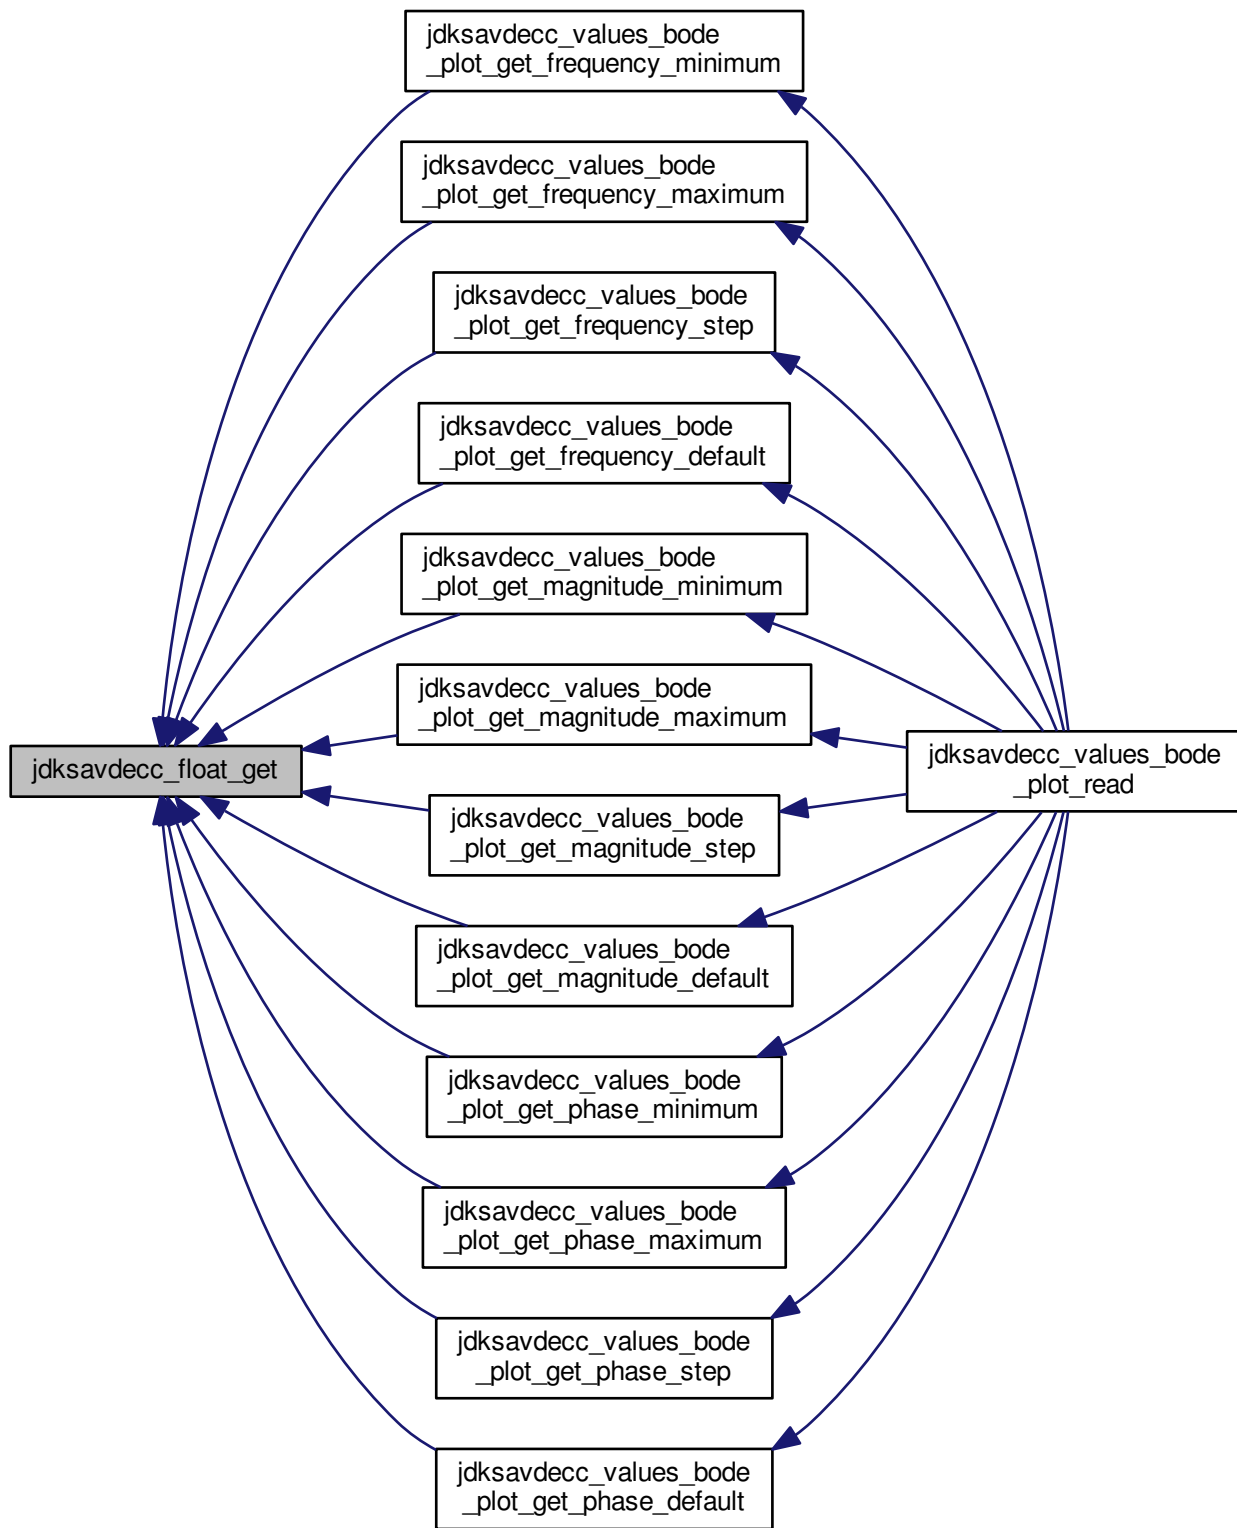 jdksavdecc_values_bode
_plot_get_frequency_minimum
jdksavdecc_values_bode
_plot_get_frequency_maximum
jdksavdecc_values_bode
_plot_get_frequency_step
jdksavdecc_values_bode
_plot_get_frequency_default
jdksavdecc_values_bode
_plot_get_magnitude_minimum
jdksavdecc_values_bode
_plot_get_magnitude_maximum
jdksavdecc_float_get
jdksavdecc_values_bode
_plot_read
jdksavdecc_values_bode
_plot_get_magnitude_step
jdksavdecc_values_bode
_plot_get_magnitude_default
jdksavdecc_values_bode
_plot_get_phase_minimum
jdksavdecc_values_bode
_plot_get_phase_maximum
jdksavdecc_values_bode
_plot_get_phase_step
jdksavdecc_values_bode
_plot_get_phase_default